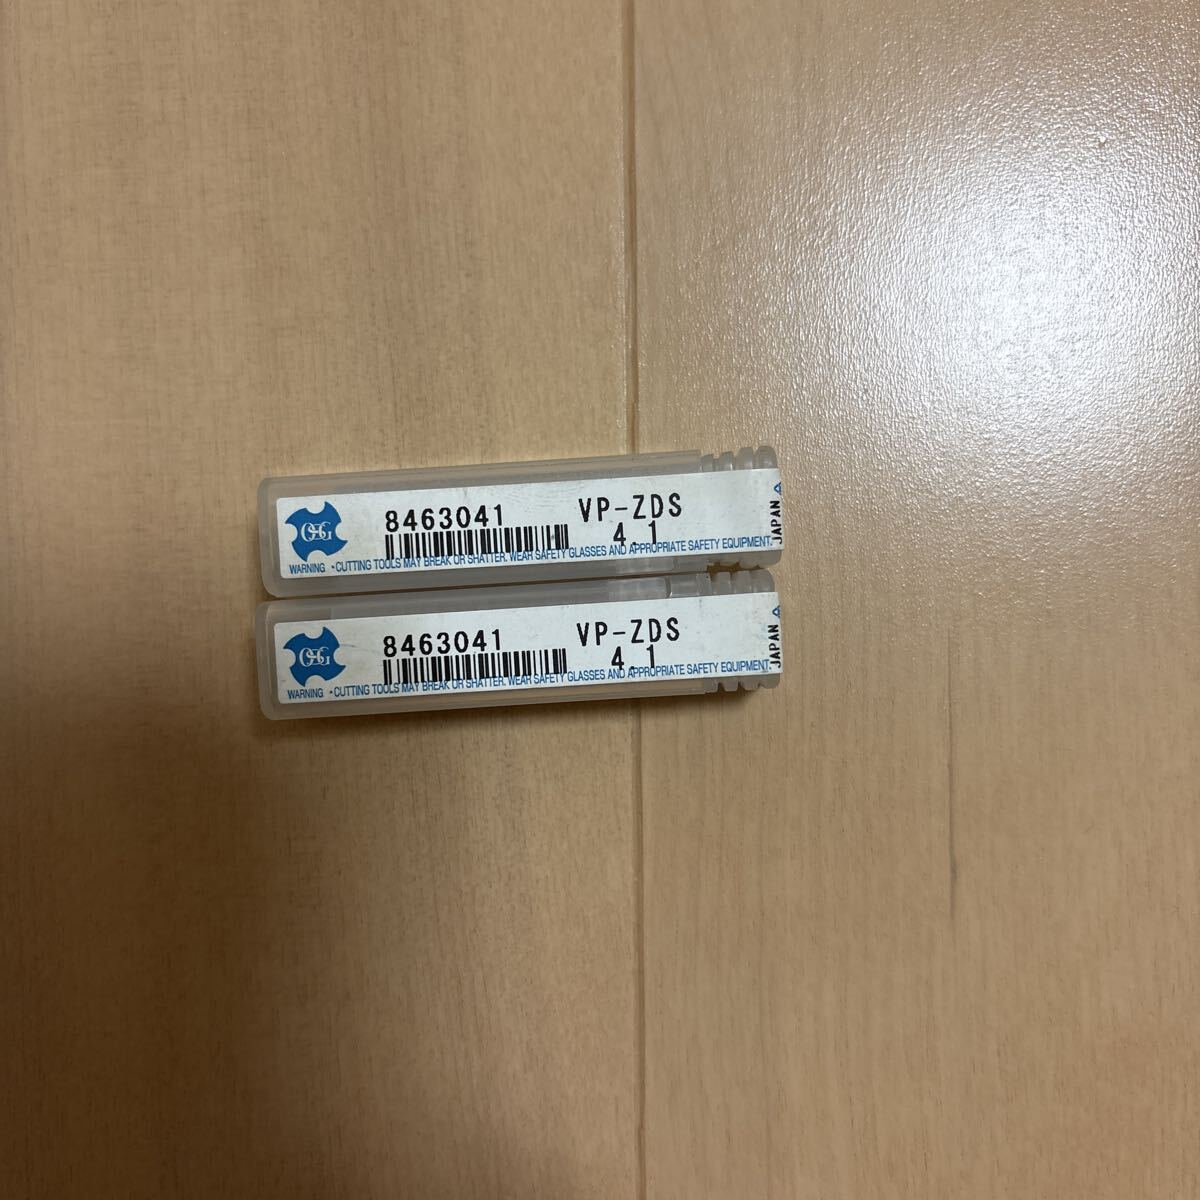 OSG
8463041
VP-ZDS
4.1
WARNING • CUTTING TOOLS MAY BREAK OR SHATTER. WEAR SAFETY GLASSES AND APPROPRIATE SAFETY EQUIPMENT.
JAPAN
OSG
8463041
VP-ZDS
4.1
WARNING • CUTTING TOOLS MAY BREAK OR SHATTER. WEAR SAFETY GLASSES AND APPROPRIATE SAFETY EQUIPMENT.
JAPAN